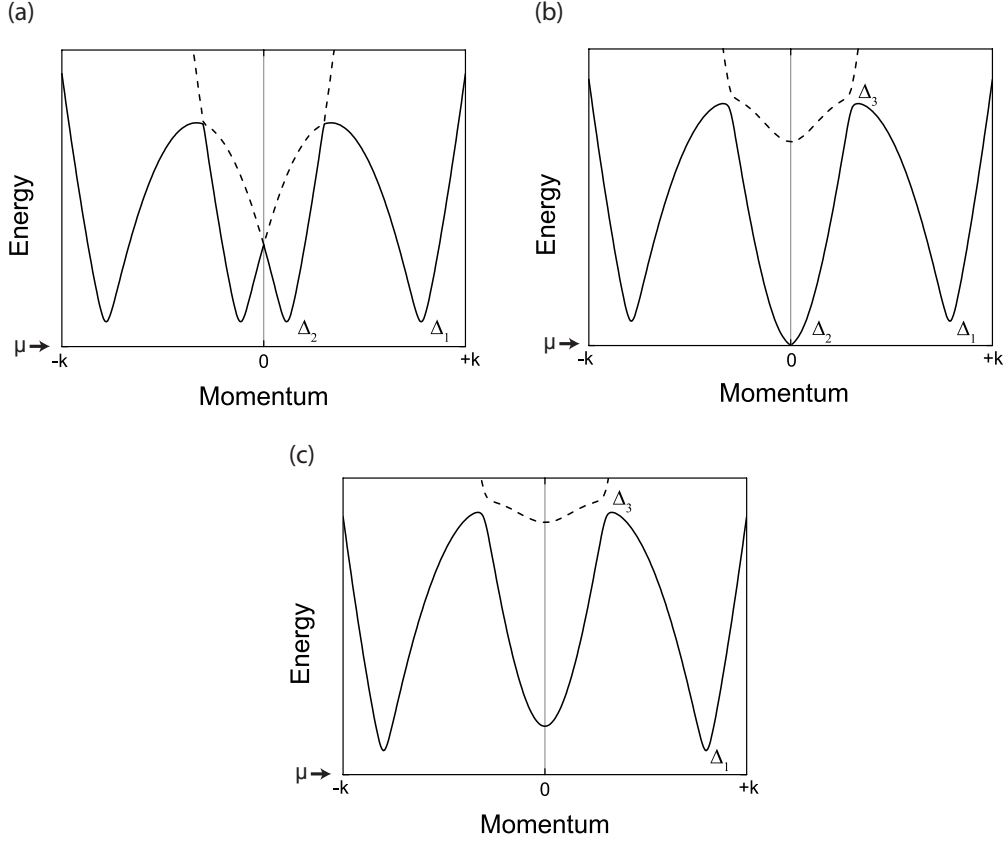 (a)
Energy
Δ₂
Δ₁
μ →
-k
0
+k
Momentum
(b)
Energy
Δ₃
Δ₂
Δ₁
μ →
-k
0
+k
Momentum
(c)
Energy
Δ₃
Δ₁
μ →
-k
0
+k
Momentum